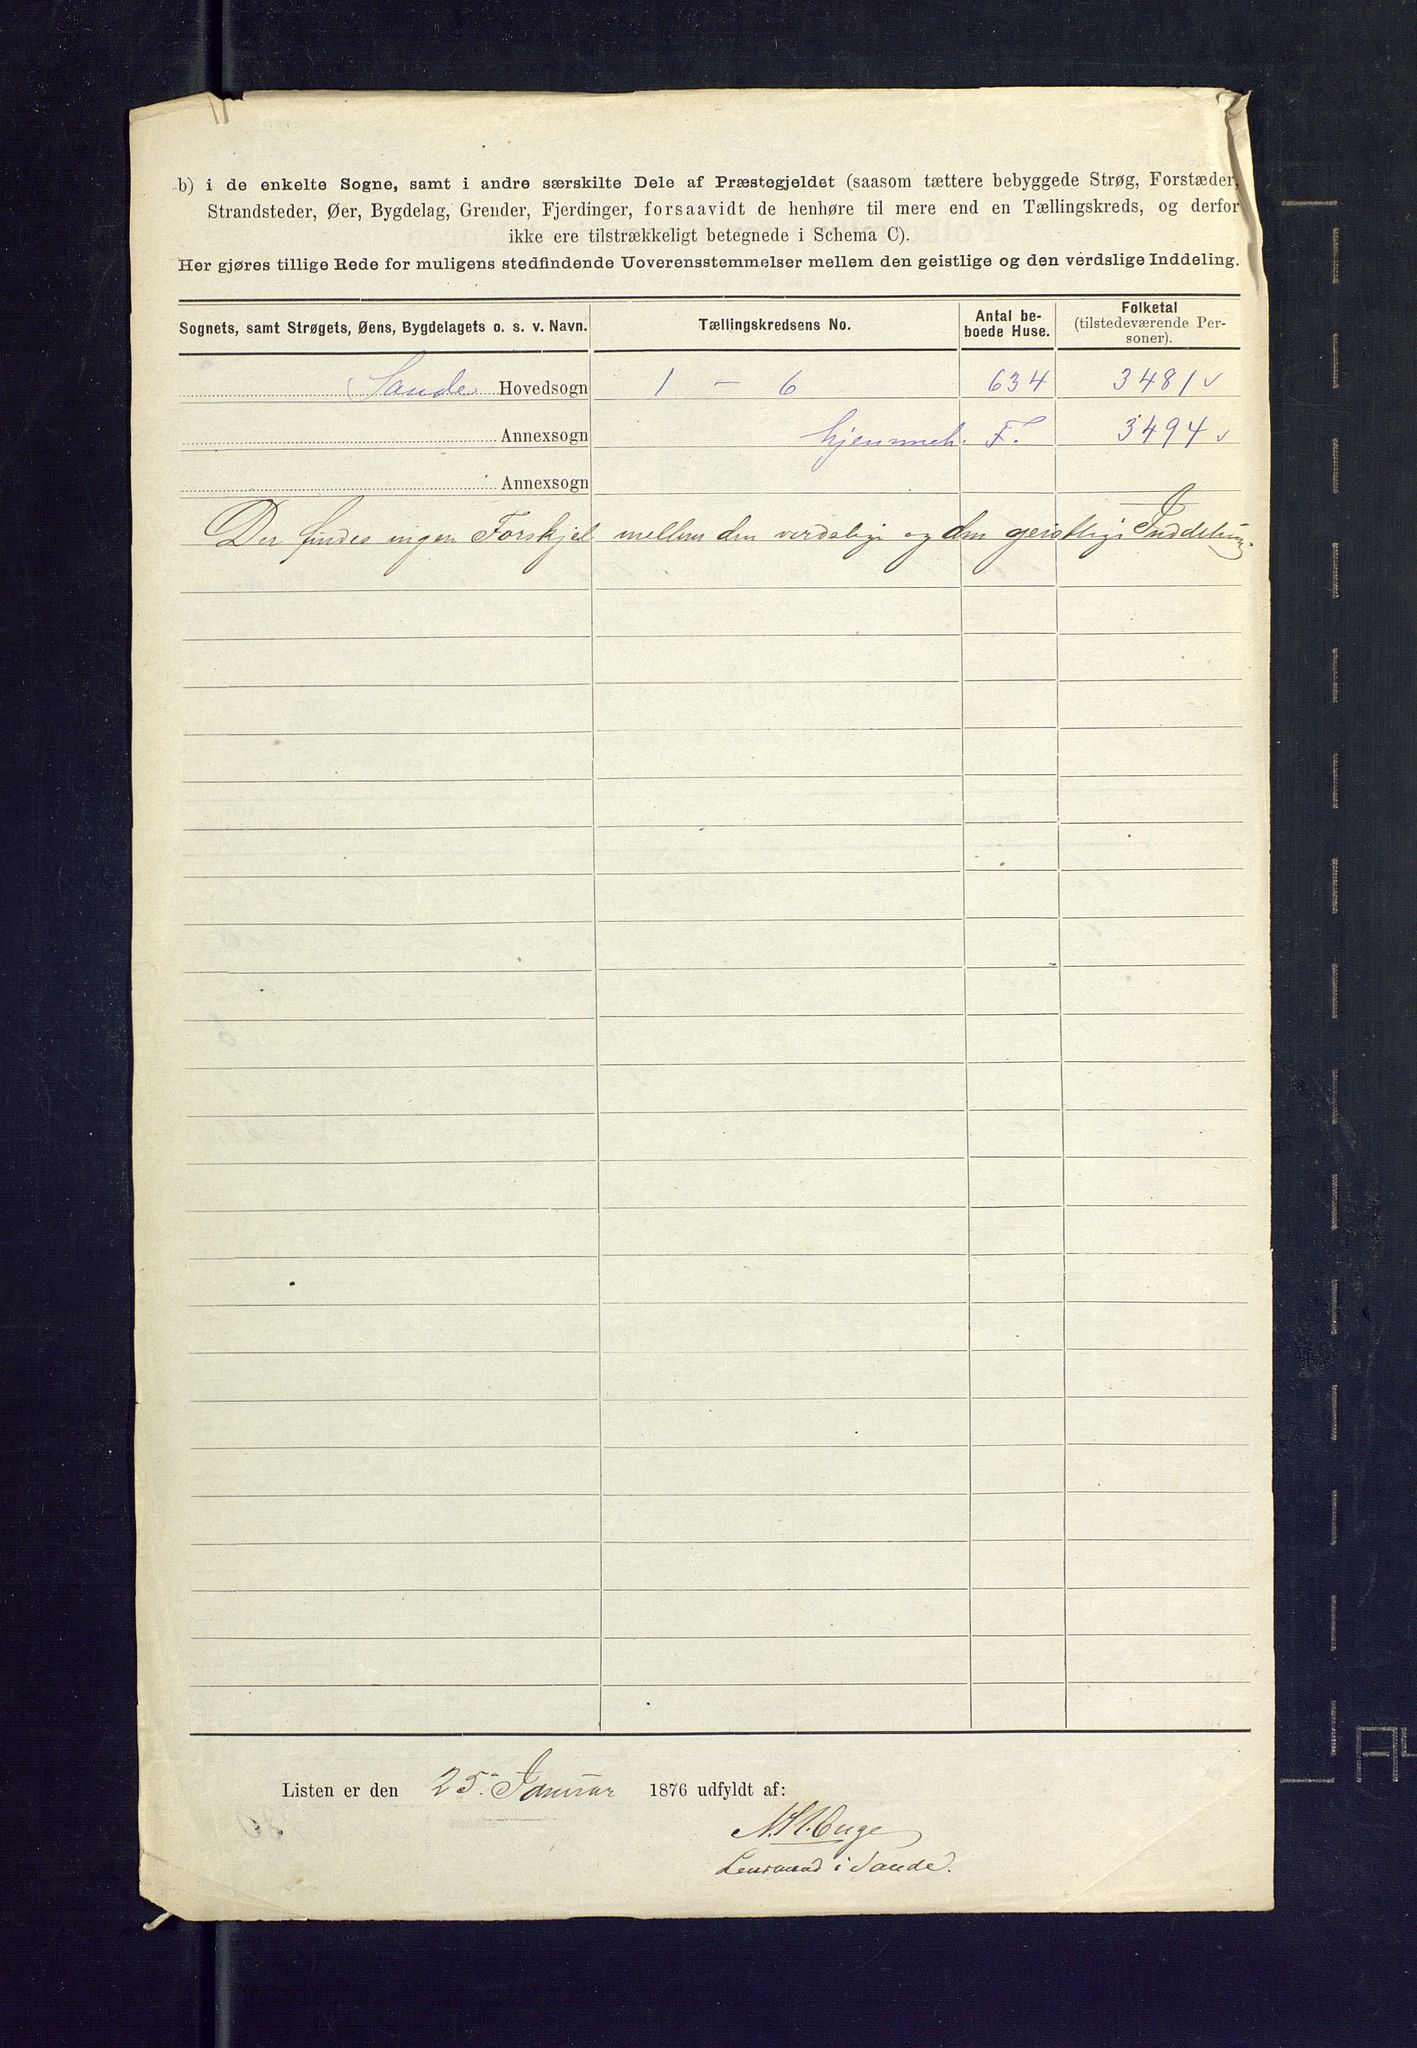 b) i de enkelte Sogne, samt i andre særskilte Dele af Præstegjeldet (saasom tættere bebyggede Strøg, Forstæder,
Strandsteder, Øer, Bygdelag, Grender, Fjerdinger, forsaavidt de henhøre til mere end en Tællingskreds, og derfor
ikke ere tilstrækkeligt betegnede i Schema C).
Her gjøres tillige Rede for muligens stedfindende Uoverensstemmelser mellem den geistlige og den verdslige Inddeling.
Sognets, samt Strøgets, Øens, Bygdelagets o. s. v. Navn. Tællingskredsens No. Antal beboede Huse. Folketal (tilstedeværende Personer).
Sande Hovedsogn 1 - 6 634 3481 ✓
Annexsogn hjemmeh. F. 3494 ✓
Annexsogn
Der findes ingen Forskjel mellem den verdslige og den geistlige Inddeling.
Listen er den 25. Januar 1876 udfyldt af:
Lensmand i Sande.